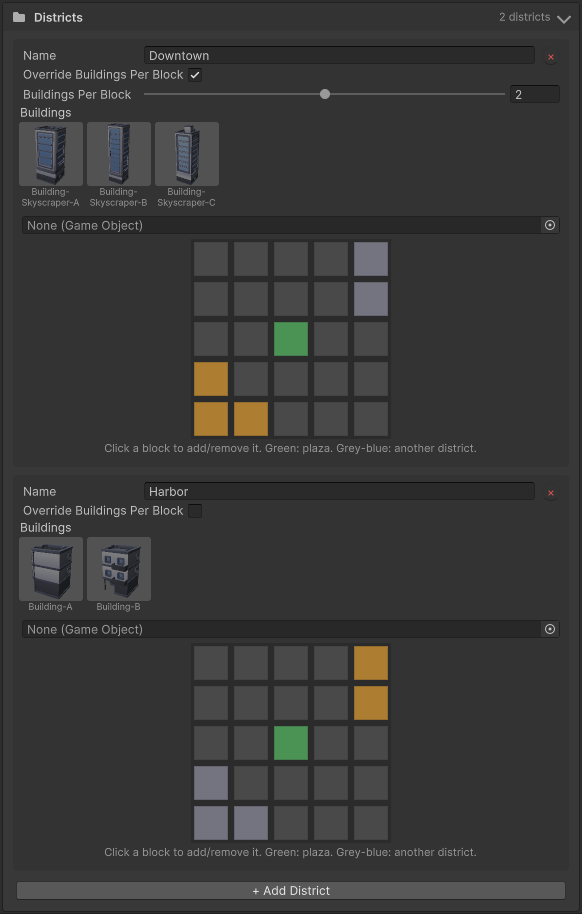 Districts
2 districts
Name
Downtown
×
Override Buildings Per Block
Buildings Per Block
2
Buildings
Building-
Skyscraper-A
Building-
Skyscraper-B
Building-
Skyscraper-C
None (Game Object)
Click a block to add/remove it. Green: plaza. Grey-blue: another district.
Name
Harbor
×
Override Buildings Per Block
Buildings
Building-A
Building-B
None (Game Object)
Click a block to add/remove it. Green: plaza. Grey-blue: another district.
+ Add District